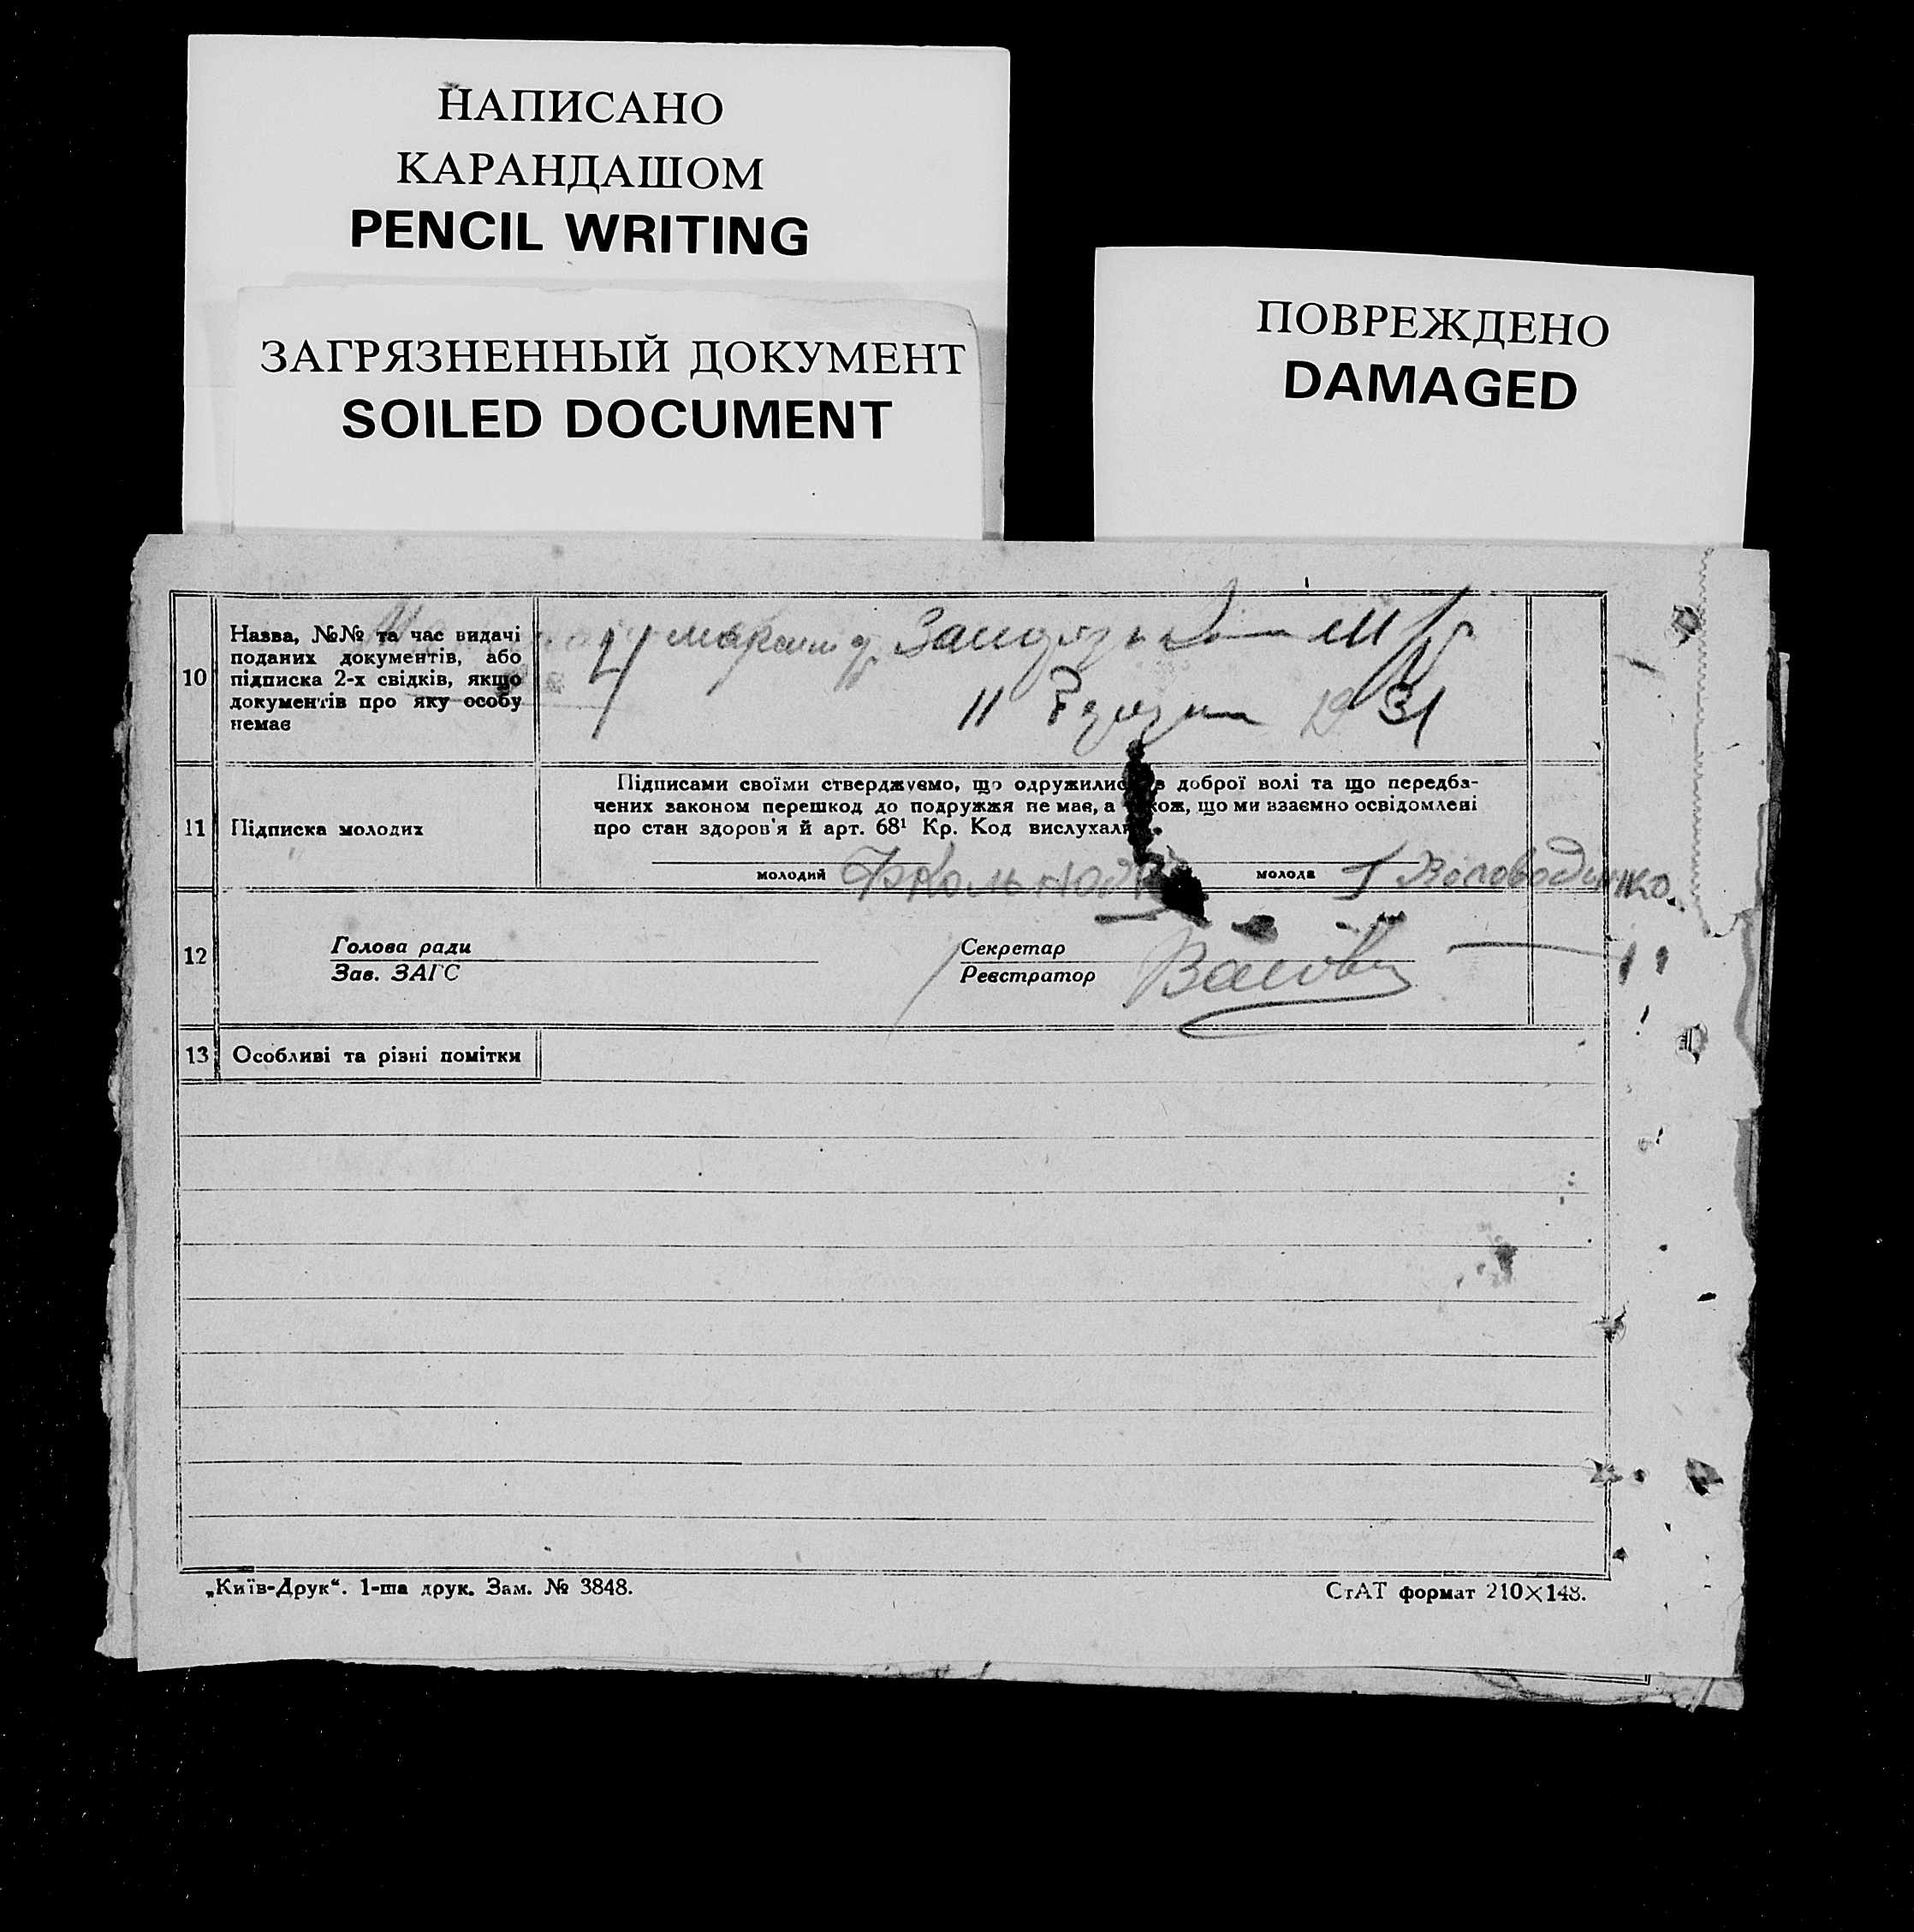 НАПИСАНО
КАРАНДАШОМ
PENCIL WRITING
ЗАГРЯЗНЕННЫЙ ДОКУМЕНТ
SOILED DOCUMENT
ПОВРЕЖДЕНО
DAMAGED
10
Назва, №№ та час видачі
поданих документів, або
підписка 2-х свідків, якщо
документів про яку особу
немає
11 19 31
11
Підписка молодих
Підписами своїми стверджуємо, що одружились з доброї волі та що передба-
чених законом перешкод до подружжя не має, а також, що ми взаємно освідомлені
про стан здоров'я й арт. 68¹ Кр. Код вислухали.
молодий
молода
12
Голова ради
Зав. ЗАГС
Секретар
Реєстратор
13
Особливі та різні помітки
„Київ-Друк“. 1-ша друк. Зам. № 3848.
СтАТ формат 210×148.